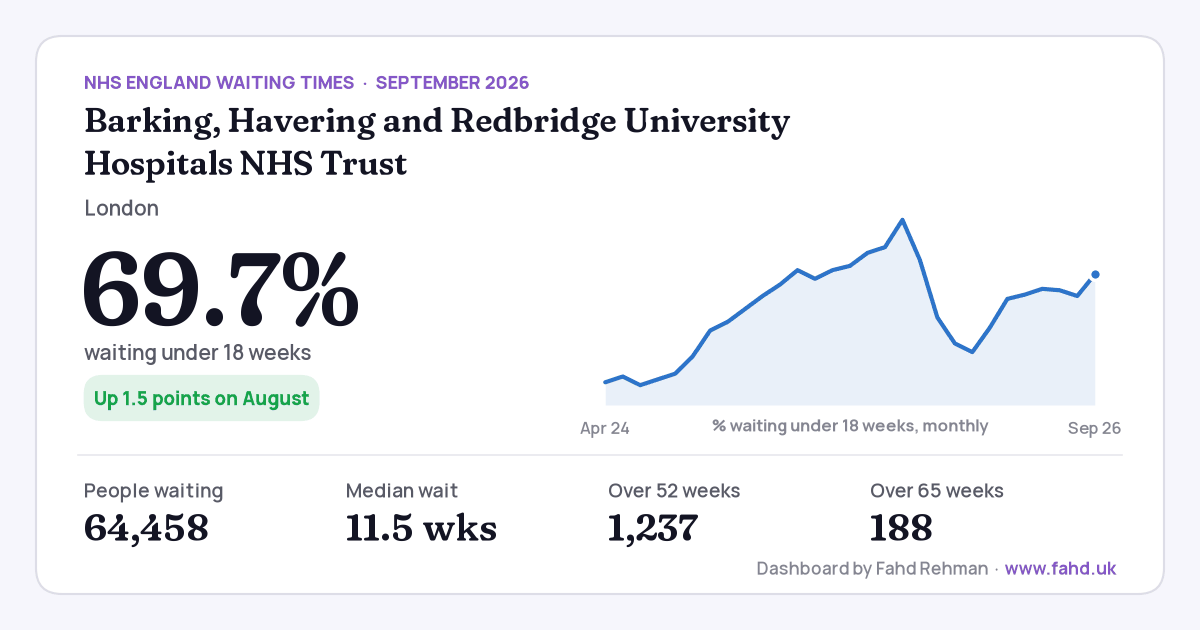 NHS ENGLAND WAITING TIMES · SEPTEMBER 2026
Barking, Havering and Redbridge University
Hospitals NHS Trust
London
69.7%
waiting under 18 weeks
Up 1.5 points on August
Apr 24
% waiting under 18 weeks, monthly
Sep 26
People waiting
64,458
Median wait
11.5 wks
Over 52 weeks
1,237
Over 65 weeks
188
Dashboard by Fahd Rehman · www.fahd.uk